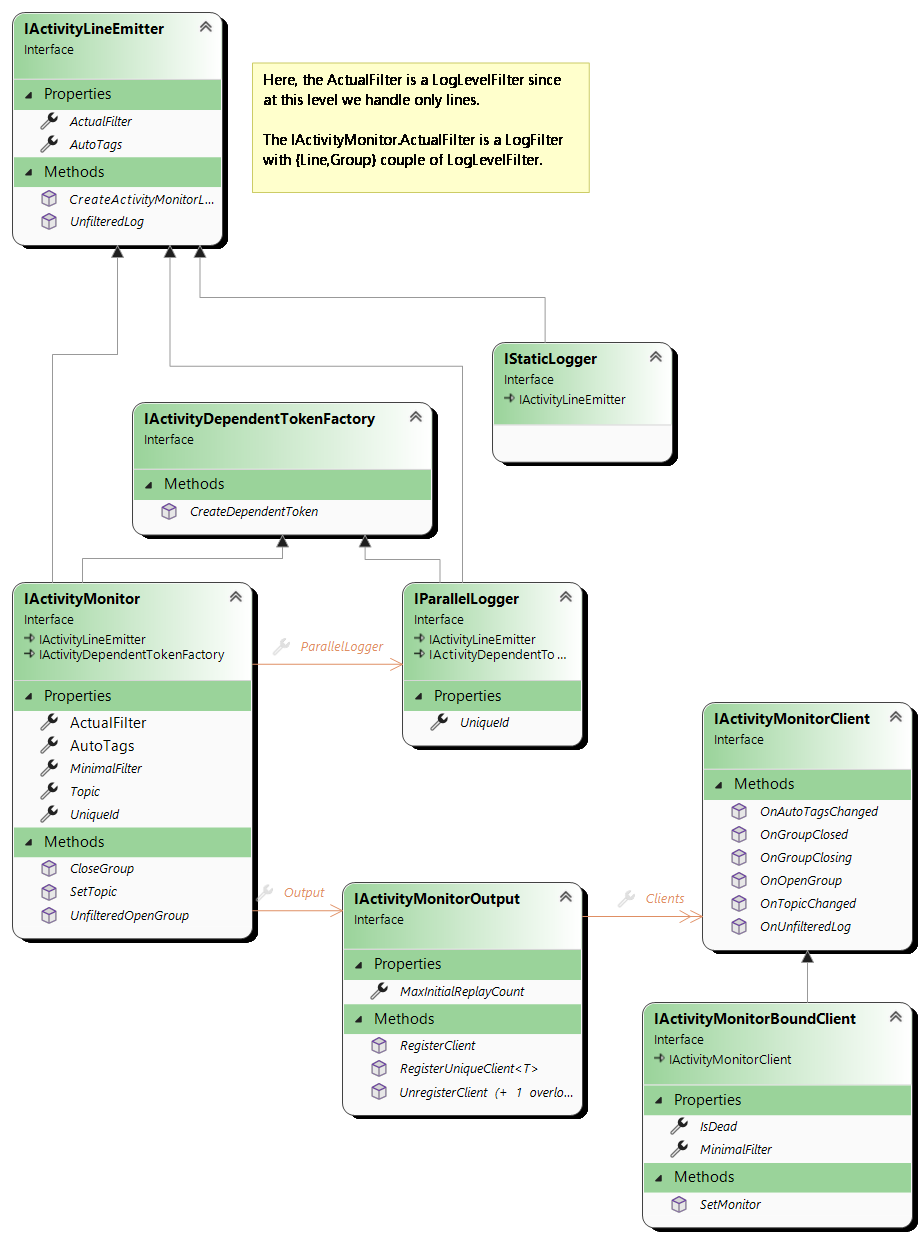 IActivityLineEmitter
Interface
Properties
ActualFilter
AutoTags
Methods
CreateActivityMonitorL...
UnfilteredLog
Here, the ActualFilter is a LogLevelFilter since
at this level we handle only lines.
The IActivityMonitor.ActualFilter is a LogFilter
with {Line,Group} couple of LogLevelFilter.
IStaticLogger
Interface
IActivityLineEmitter
IActivityDependentTokenFactory
Interface
Methods
CreateDependentToken
IActivityMonitor
Interface
IActivityLineEmitter
IActivityDependentTokenFactory
Properties
ActualFilter
AutoTags
MinimalFilter
Topic
UniqueId
Methods
CloseGroup
SetTopic
UnfilteredOpenGroup
ParallelLogger
IParallelLogger
Interface
IActivityLineEmitter
IActivityDependentTo ...
Properties
UniqueId
Output
IActivityMonitorOutput
Interface
Properties
MaxInitialReplayCount
Methods
RegisterClient
RegisterUniqueClient<T>
UnregisterClient (+ 1 overlo...
Clients
IActivityMonitorClient
Interface
Methods
OnAutoTagsChanged
OnGroupClosed
OnGroupClosing
OnOpenGroup
OnTopicChanged
OnUnfilteredLog
IActivityMonitorBoundClient
Interface
IActivityMonitorClient
Properties
IsDead
MinimalFilter
Methods
SetMonitor